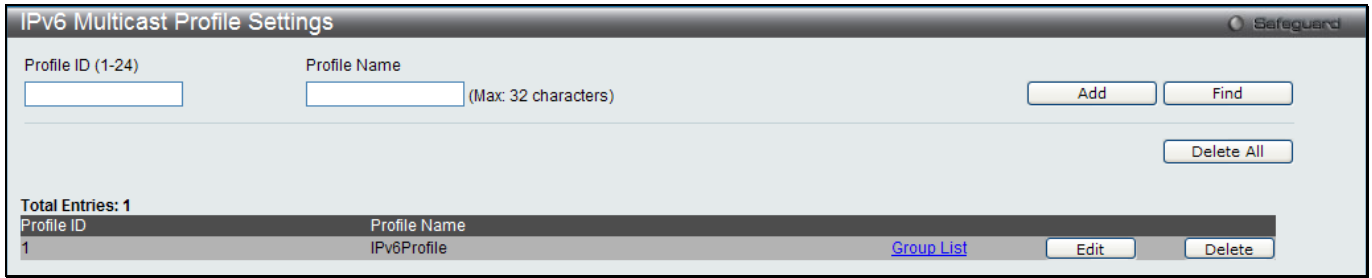 IPv6 Multicast Profile Settings
Safeguard
Profile ID (1-24) Profile Name
(Max: 32 characters) Add Find
Delete All
Total Entries: 1
Profile ID Profile Name
1 IPv6Profile Group List Edit Delete